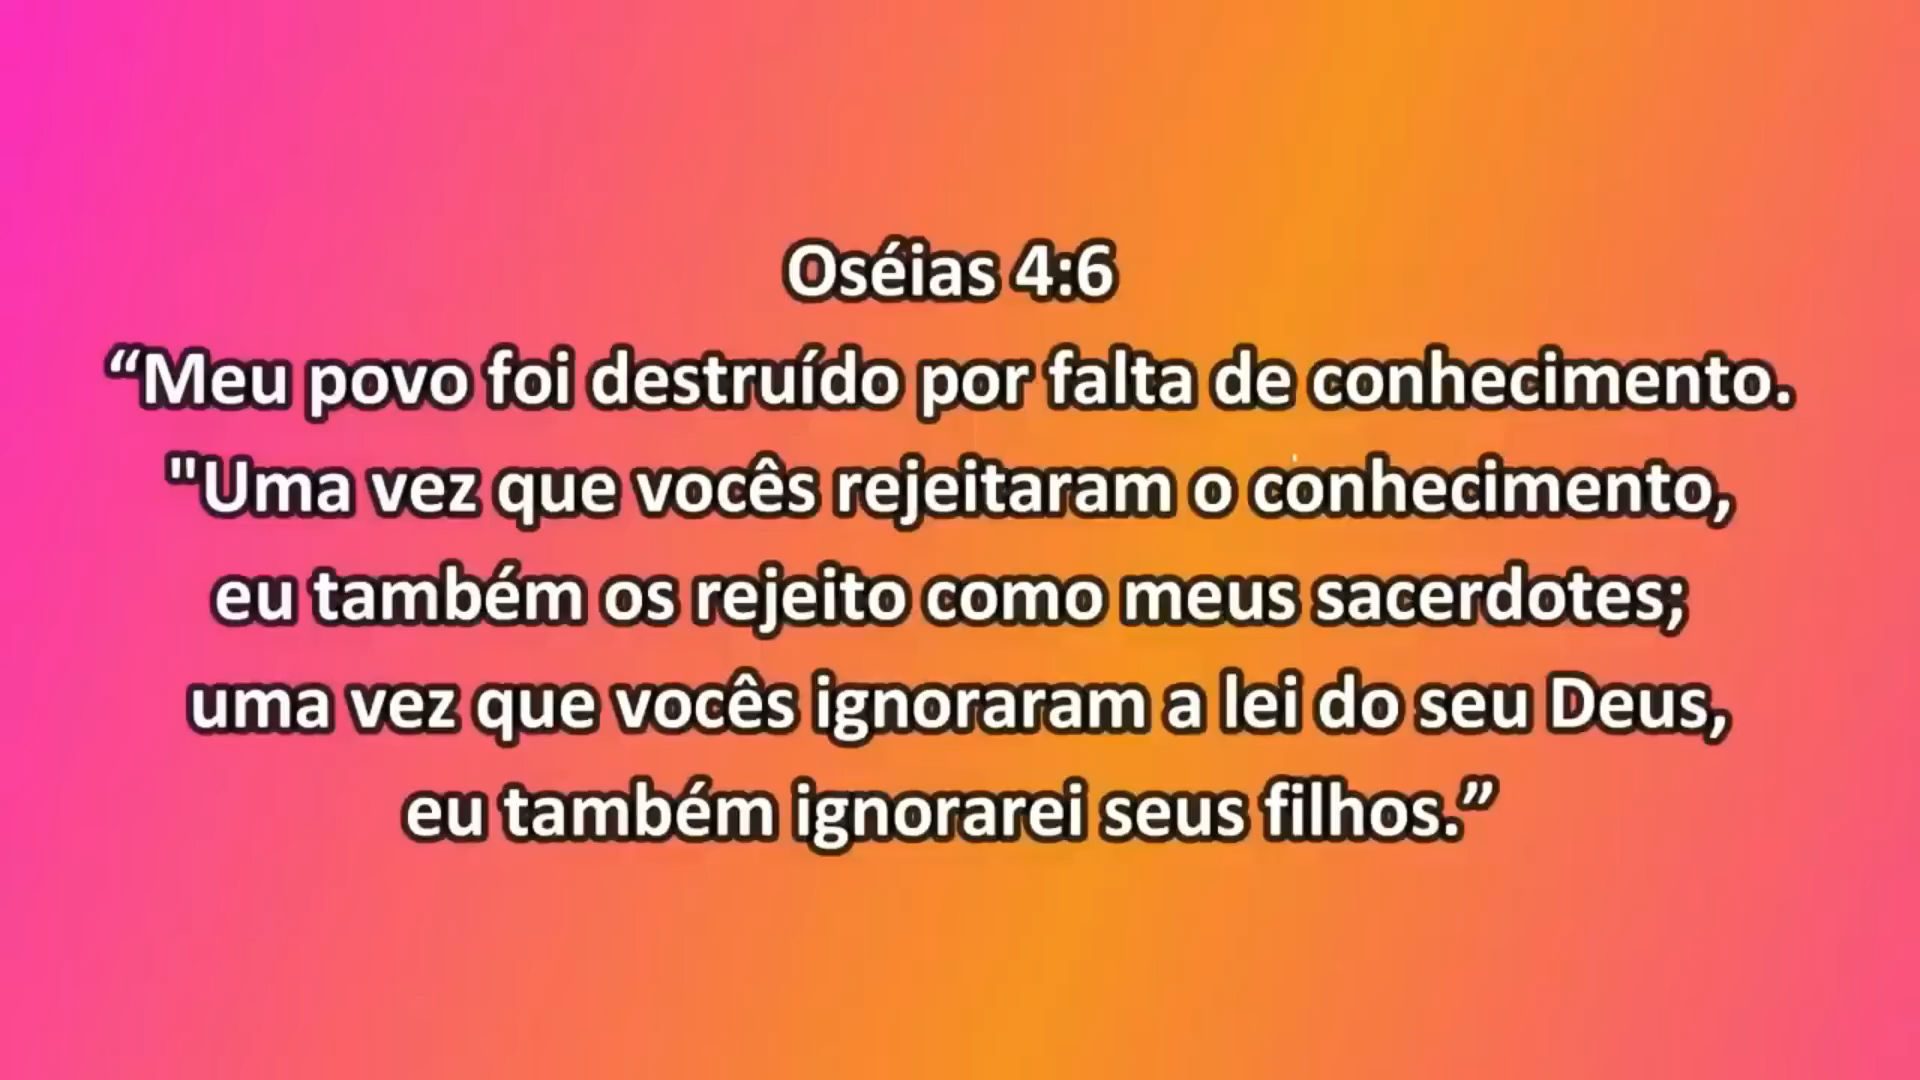 Oséias 4:6
“Meu povo foi destruído por falta de conhecimento.
"Uma vez que vocês rejeitaram o conhecimento,
eu também os rejeito como meus sacerdotes;
uma vez que vocês ignoraram a lei do seu Deus,
eu também ignorarei seus filhos.”